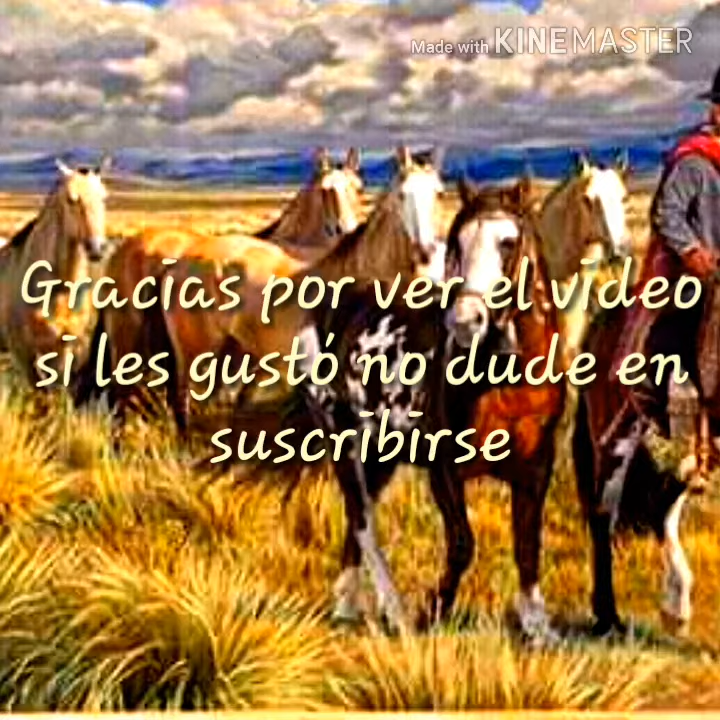 Made with KINEMASTER
Gracias por ver el video
si les gustó no dude en
suscribirse